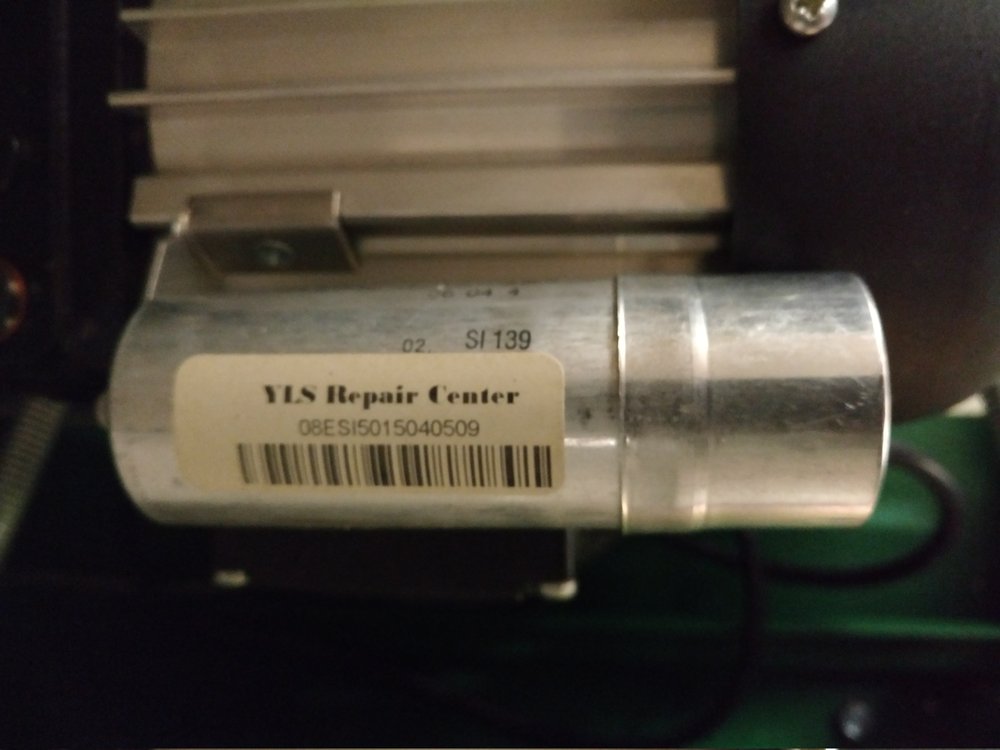 02. SI 139
YLS Repair Center
08ESI5015040509